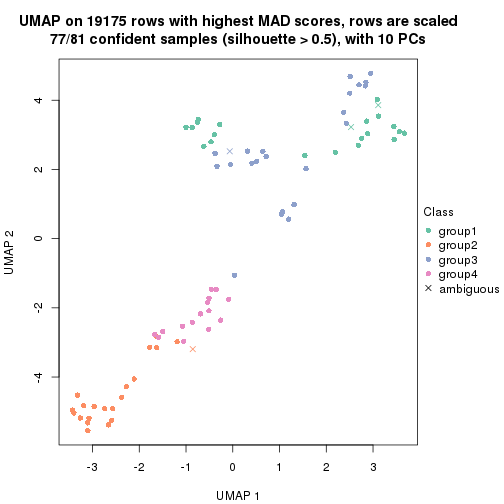 UMAP on 19175 rows with highest MAD scores, rows are scaled
77/81 confident samples (silhouette > 0.5), with 10 PCs
4
2
0
-2
-4
UMAP 2
-3
-2
-1
0
1
2
3
UMAP 1
Class
group1
group2
group3
group4
ambiguous